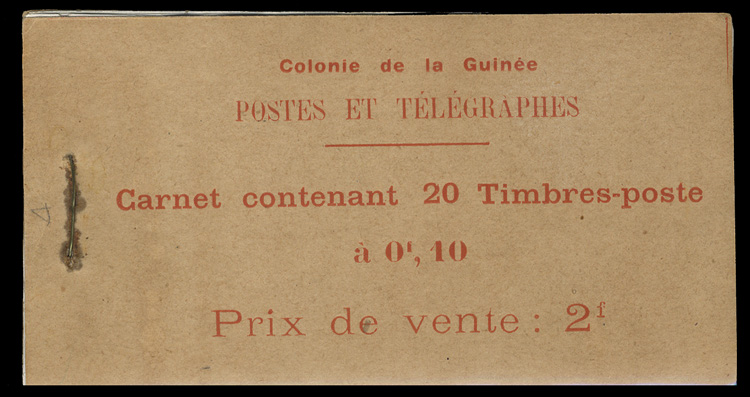 Colonie de la Guinée
POSTES ET TÉLÉGRAPHES
Carnet contenant 20 Timbres-poste
à 0f, 10
Prix de vente : 2f